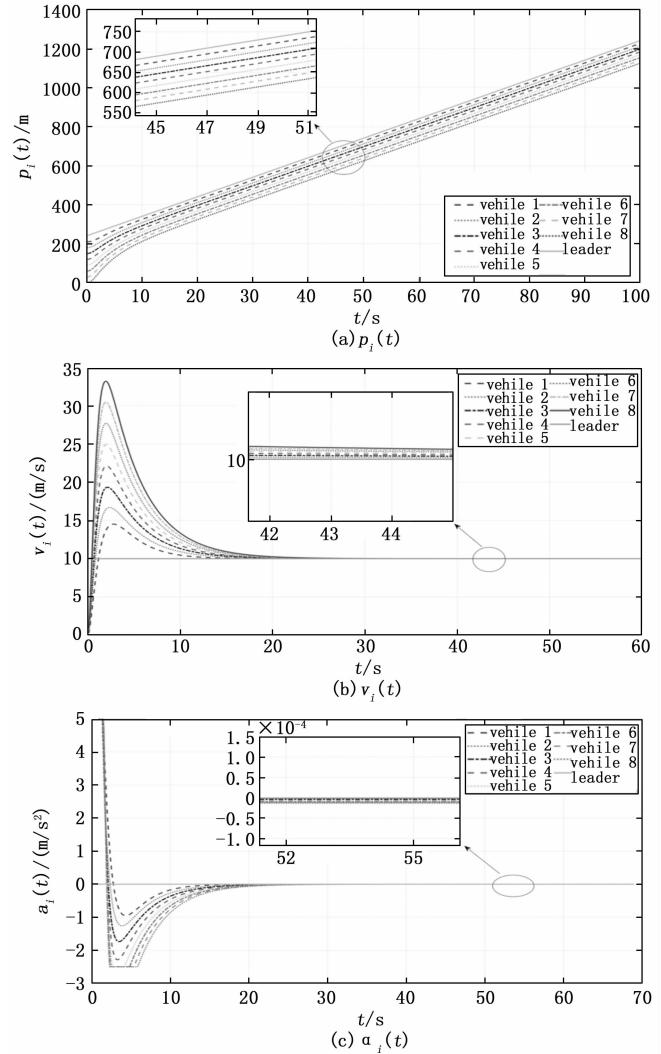 1400
1200
1000
800
600
400
200
0
p_i(t)/m
750
700
650
600
550
45 47 49 51
vehile 1 vehile 6
vehile 2 vehile 7
vehile 3 vehile 8
vehile 4 leader
vehile 5
0 10 20 30 40 50 60 70 80 90 100
t/s
(a) p_i(t)
35
30
25
20
15
10
5
0
v_i(t)/(m/s)
10
42 43 44
vehile 1 vehile 6
vehile 2 vehile 7
vehile 3 vehile 8
vehile 4 leader
vehile 5
0 10 20 30 40 50 60
t/s
(b) v_i(t)
5
4
3
2
1
0
−1
−2
−3
a_i(t)/(m/s²)
×10⁻⁴
1.5
1.0
0.5
0
−0.5
−1.0
52 55
vehile 1 vehile 6
vehile 2 vehile 7
vehile 3 vehile 8
vehile 4 leader
vehile 5
0 10 20 30 40 50 60 70
t/s
(c) a_i(t)